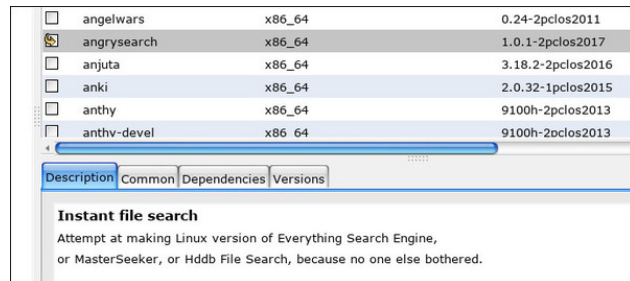 angelwars x86_64 0.24-2pclos2011
angrysearch x86_64 1.0.1-2pclos2017
anjuta x86_64 3.18.2-2pclos2016
anki x86_64 2.0.32-1pclos2015
anthy x86_64 9100h-2pclos2013
anthy-devel x86_64 9100h-2pclos2013
Description Common Dependencies Versions
Instant file search
Attempt at making Linux version of Everything Search Engine,
or MasterSeeker, or Hddb File Search, because no one else bothered.